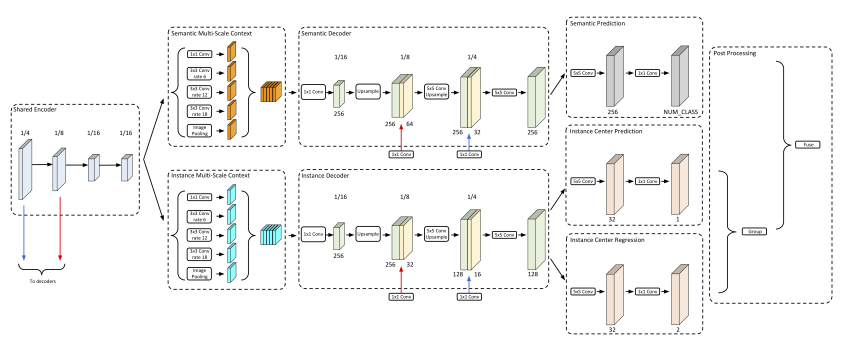 Shared Encoder
1/4
1/8
1/16
1/16
To decoders
Semantic Multi-Scale Context
1x1 Conv
3x3 Conv
rate 6
3x3 Conv
rate 12
3x3 Conv
rate 18
Image
Pooling
Semantic Decoder
1/16
1/8
1/4
1x1 Conv
256
Upsample
256
64
5x5 Conv
Upsample
256
32
5x5 Conv
256
1x1 Conv
1x1 Conv
Semantic Prediction
5x5 Conv
256
1x1 Conv
NUM_CLASS
Instance Multi-Scale Context
1x1 Conv
3x3 Conv
rate 6
3x3 Conv
rate 12
3x3 Conv
rate 18
Image
Pooling
Instance Decoder
1/16
1/8
1/4
1x1 Conv
256
Upsample
256
32
5x5 Conv
Upsample
128
16
5x5 Conv
128
1x1 Conv
1x1 Conv
Instance Center Prediction
5x5 Conv
32
1x1 Conv
1
Instance Center Regression
5x5 Conv
32
1x1 Conv
2
Post Processing
Group
Fuse